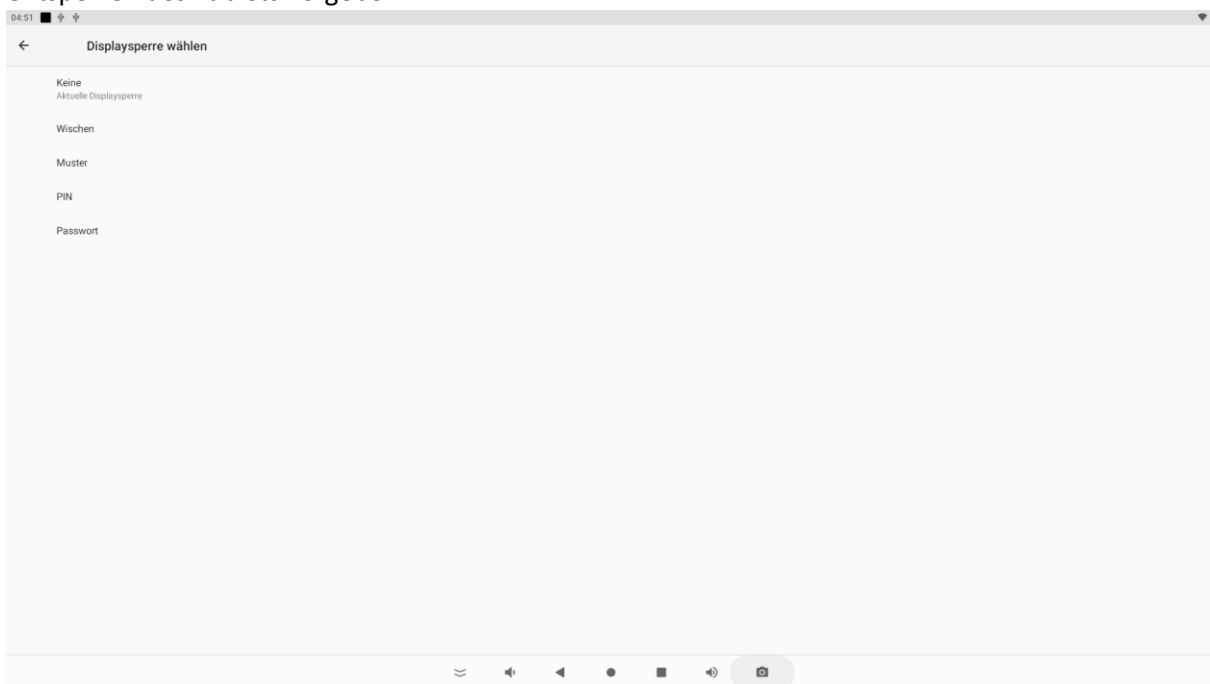 04:51
Displaysperre wählen
Keine
Aktuelle Displaysperre
Wischen
Muster
PIN
Passwort